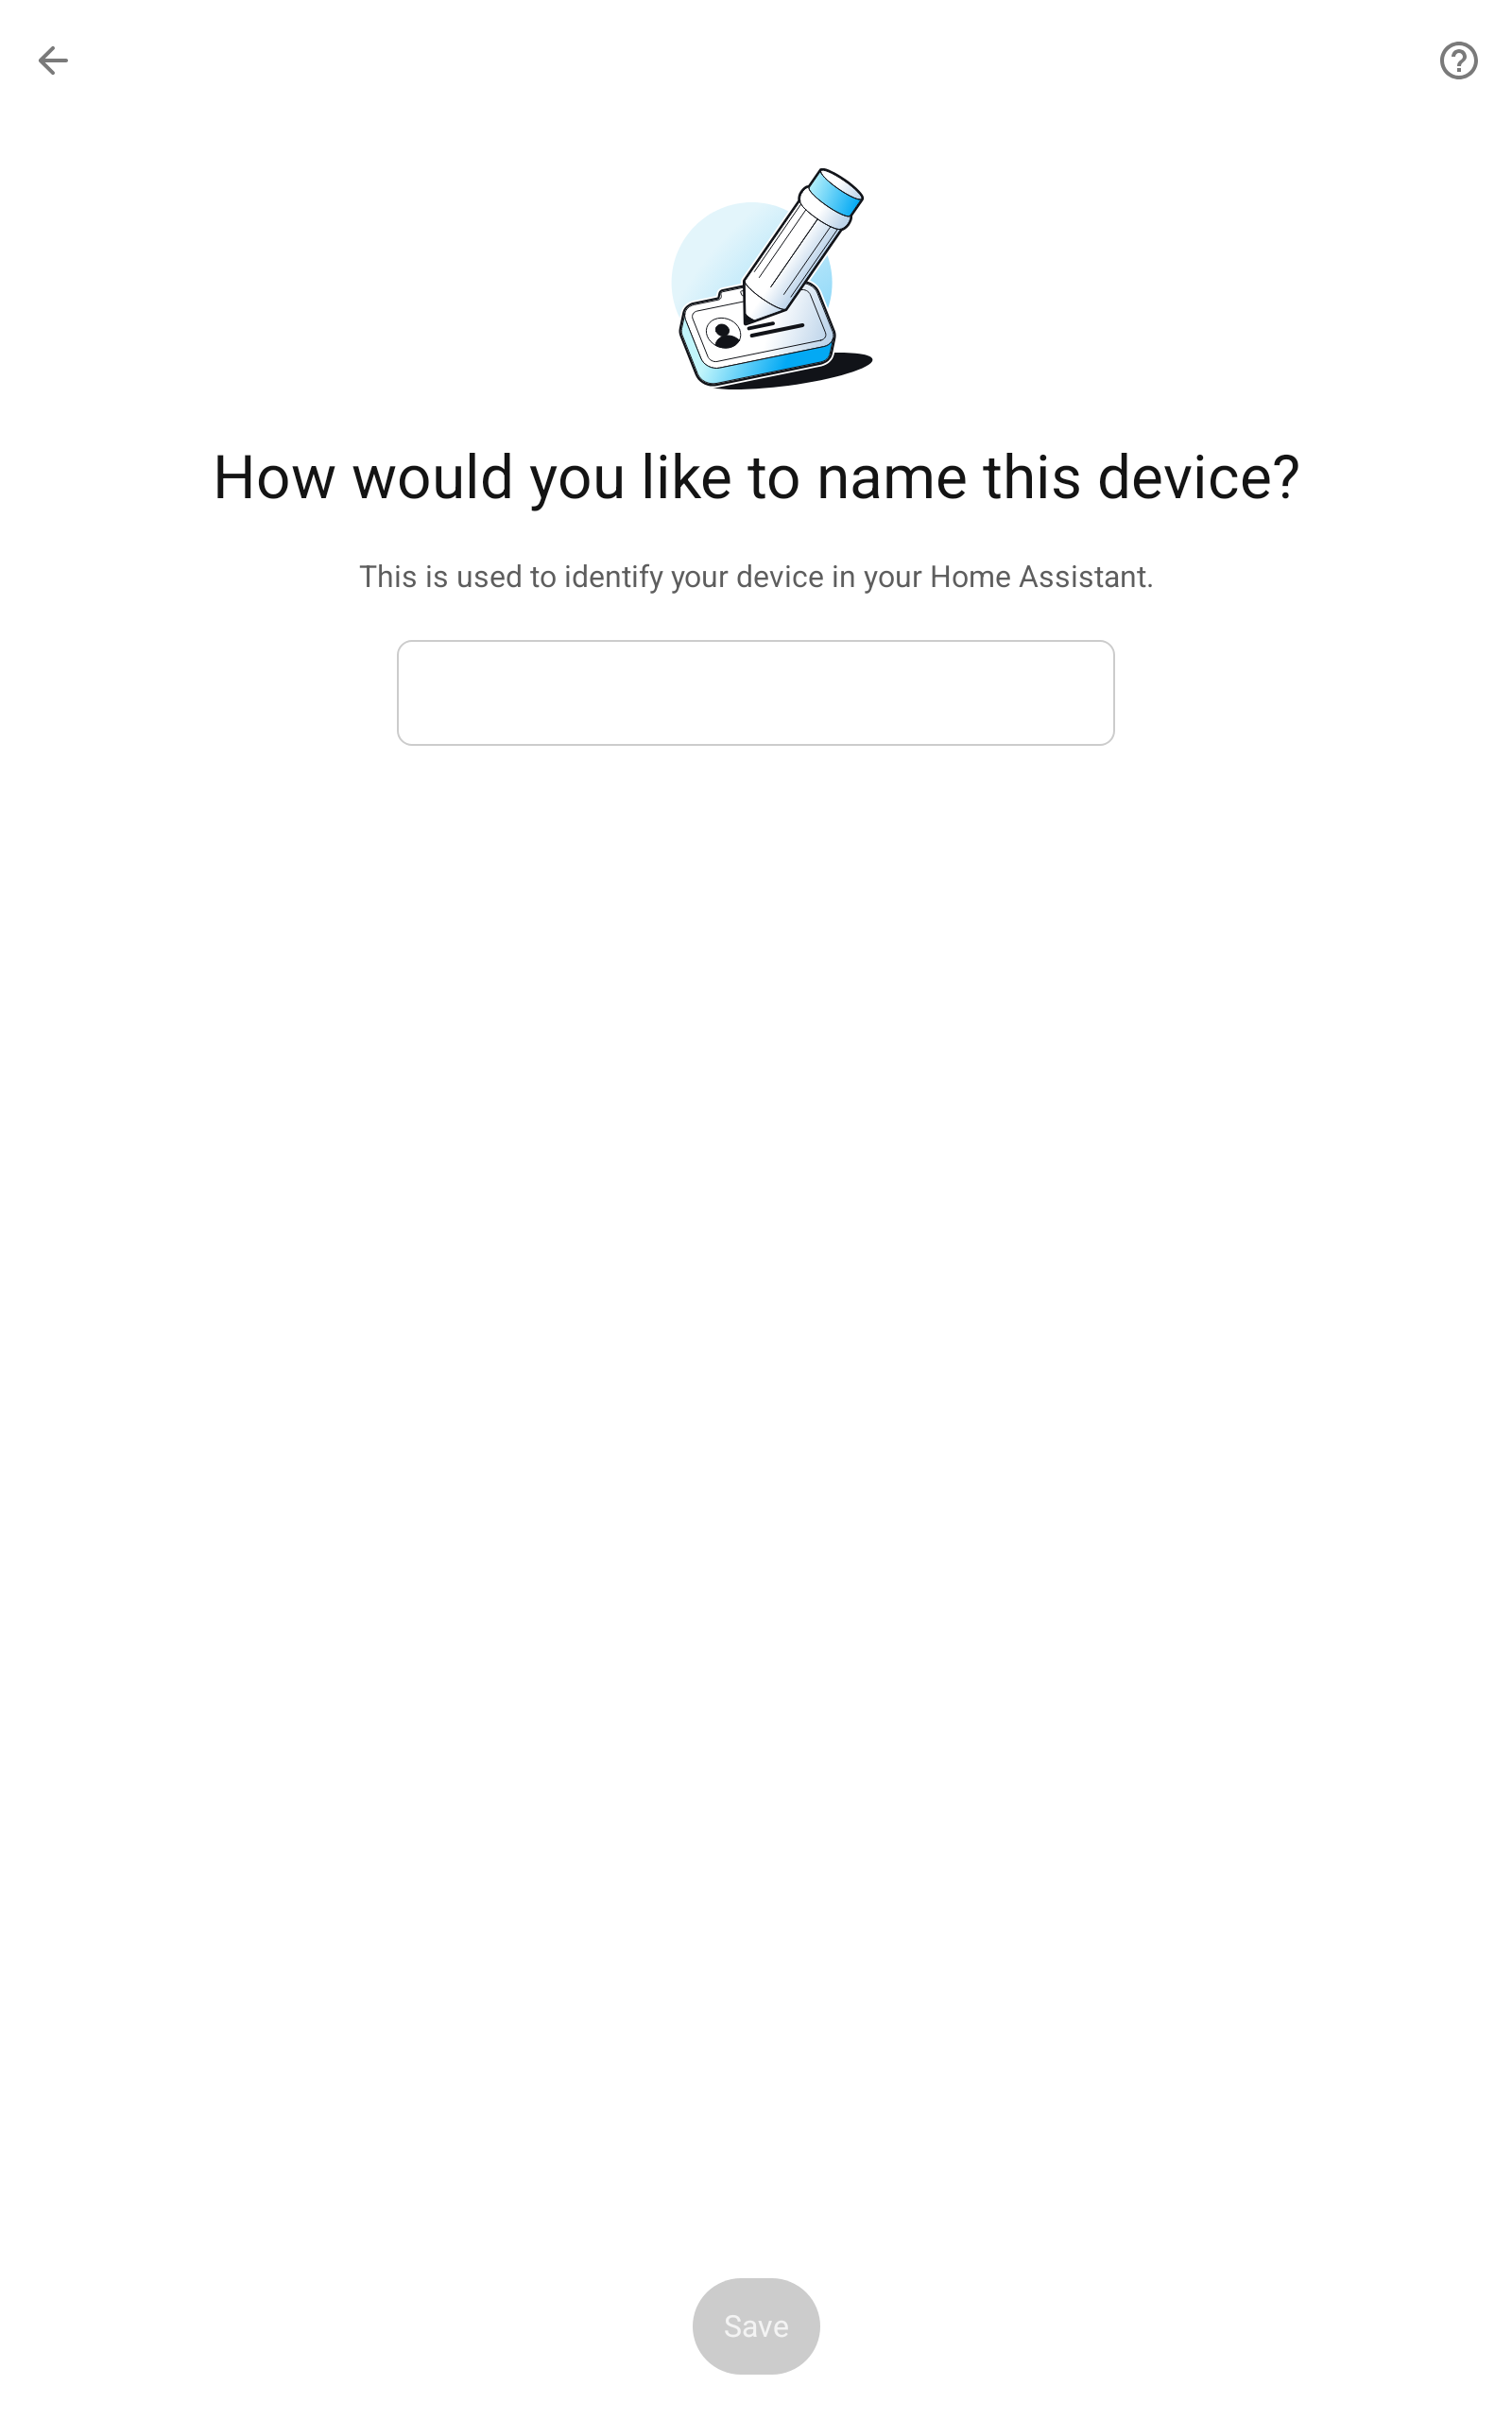 How would you like to name this device?
This is used to identify your device in your Home Assistant.
Save